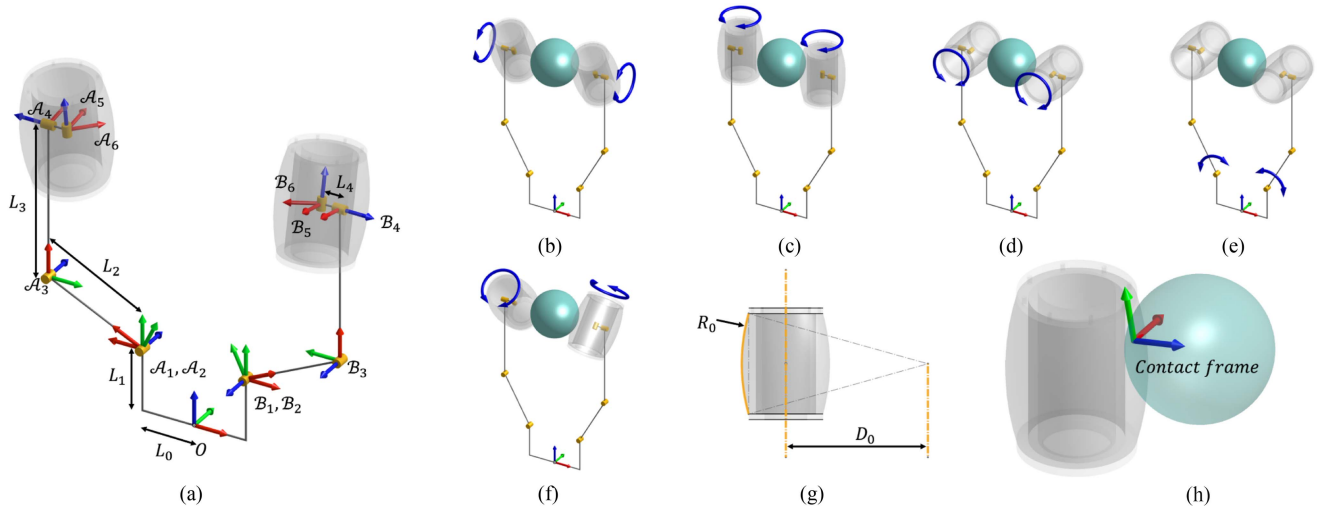 𝒜₄
𝒜₅
𝒜₆
L₃
L₂
𝒜₃
L₁
𝒜₁, 𝒜₂
L₀
O
ℬ₆
L₄
ℬ₅
ℬ₄
ℬ₃
ℬ₁, ℬ₂
(a)
(b)
(c)
(d)
(e)
(f)
R₀
D₀
(g)
Contact frame
(h)